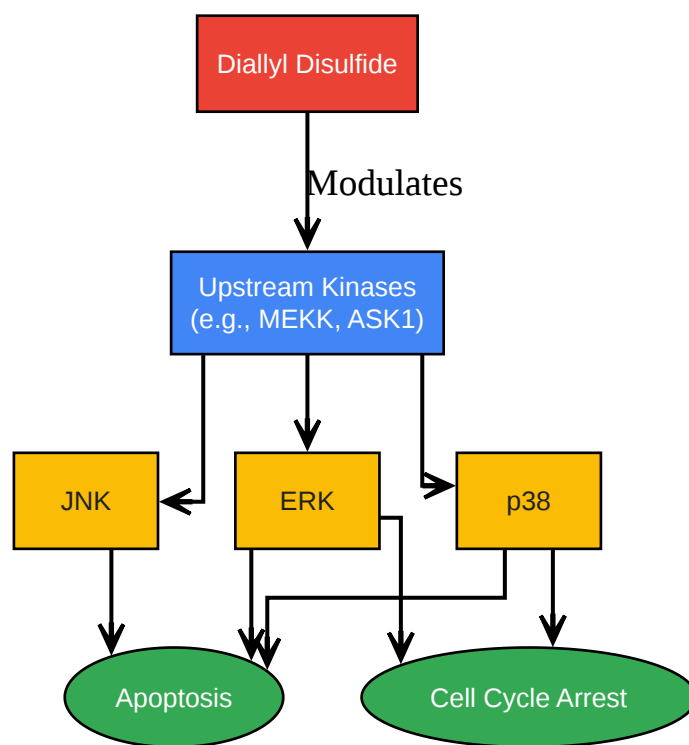 Diallyl Disulfide
Modulates
Upstream Kinases
(e.g., MEKK, ASK1)
JNK
ERK
p38
Apoptosis
Cell Cycle Arrest